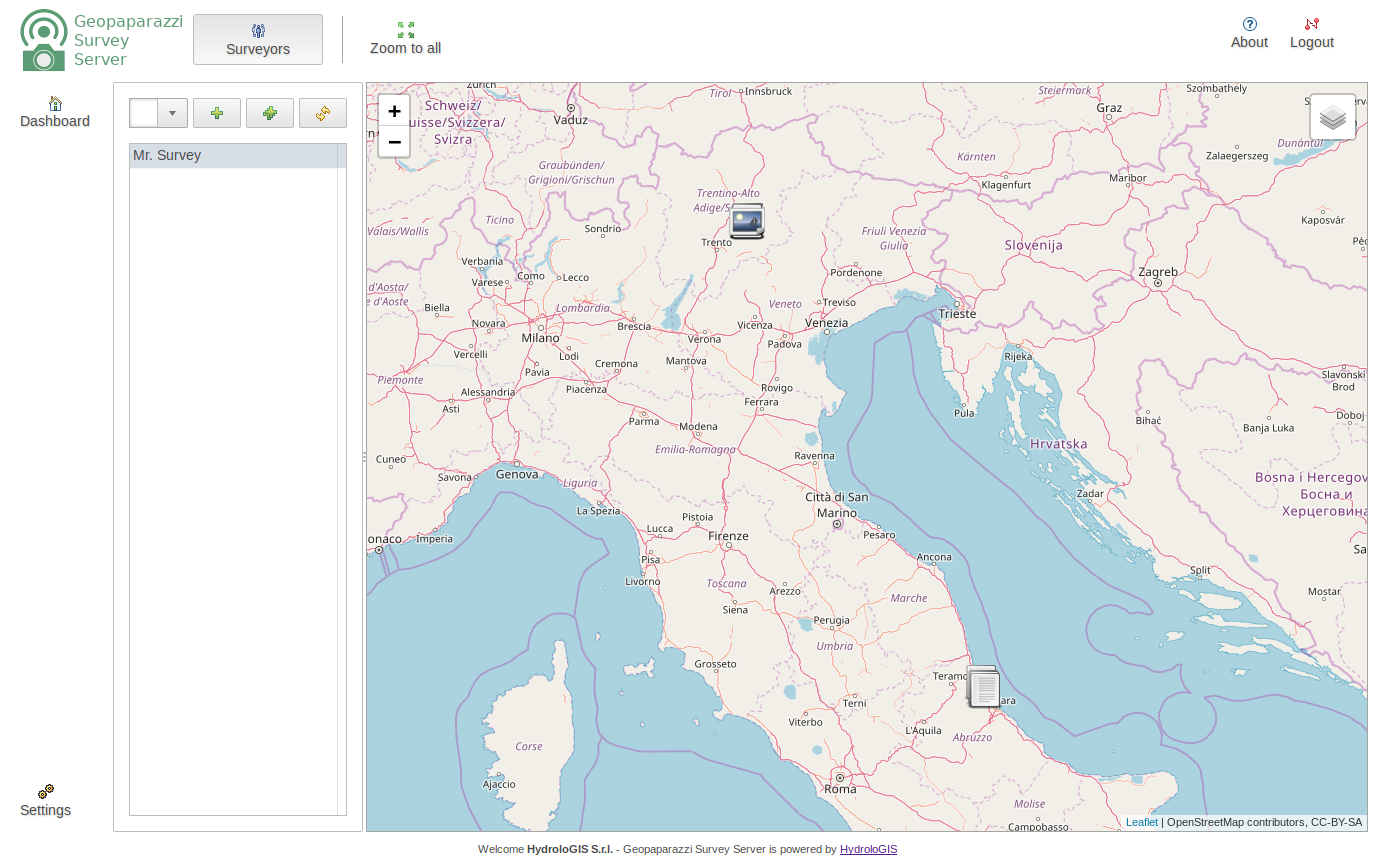 Geopaparazzi
Survey
Server
Surveyors
Zoom to all
About
Logout
Dashboard
Settings
Mr. Survey
+
−
Zürich
Tirol
Innsbruck
Steiermark
Graz
Szombathely
Schweiz/
uisse/Svizzera/
Svizra
Vaduz
Dunántúl
Zalaegerszeg
Graubünden/
Grigioni/Grischun
Kärnten
Klagenfurt
Maribor
Trentino-Alto
Adige/S
Ticino
Sondrio
Kaposvár
Valais/Wallis
Trento
Friuli Venezia
Giulia
Slovenija
Verbania
Varese
Como
Lecco
Pordenone
Zagreb
d'Aosta/
e d'Aoste
Biella
Lombardia
Veneto
Treviso
Trieste
Novara
Milano
Brescia
Vicenza
Venezia
Verona
Padova
Vercelli
Lodi
Cremona
Mantova
Rijeka
Pavia
Piemonte
Alessandria
Piacenza
Rovigo
Slavonski
Brod
Asti
Ferrara
Parma
Modena
Pula
Bihać
Banja Luka
Doboj
Emilia-Romagna
Hrvatska
Cuneo
Ravenna
Savona
Genova
Liguria
Bosna i Hercegov
Босна и
Херцеговина
Città di San
Marino
Zadar
La Spezia
Pistoia
Lucca
Firenze
Pesaro
onaco
Imperia
Pisa
Ancona
Sa
Livorno
Toscana
Arezzo
Split
Siena
Marche
Mostar
Perugia
Umbria
Grosseto
Teramo
Terni
ara
Viterbo
L'Aquila
Abruzzo
Corse
Ajaccio
Roma
Molise
Campobasso
Leaflet | OpenStreetMap contributors, CC-BY-SA
Welcome HydroloGIS S.r.l. - Geopaparazzi Survey Server is powered by HydroloGIS